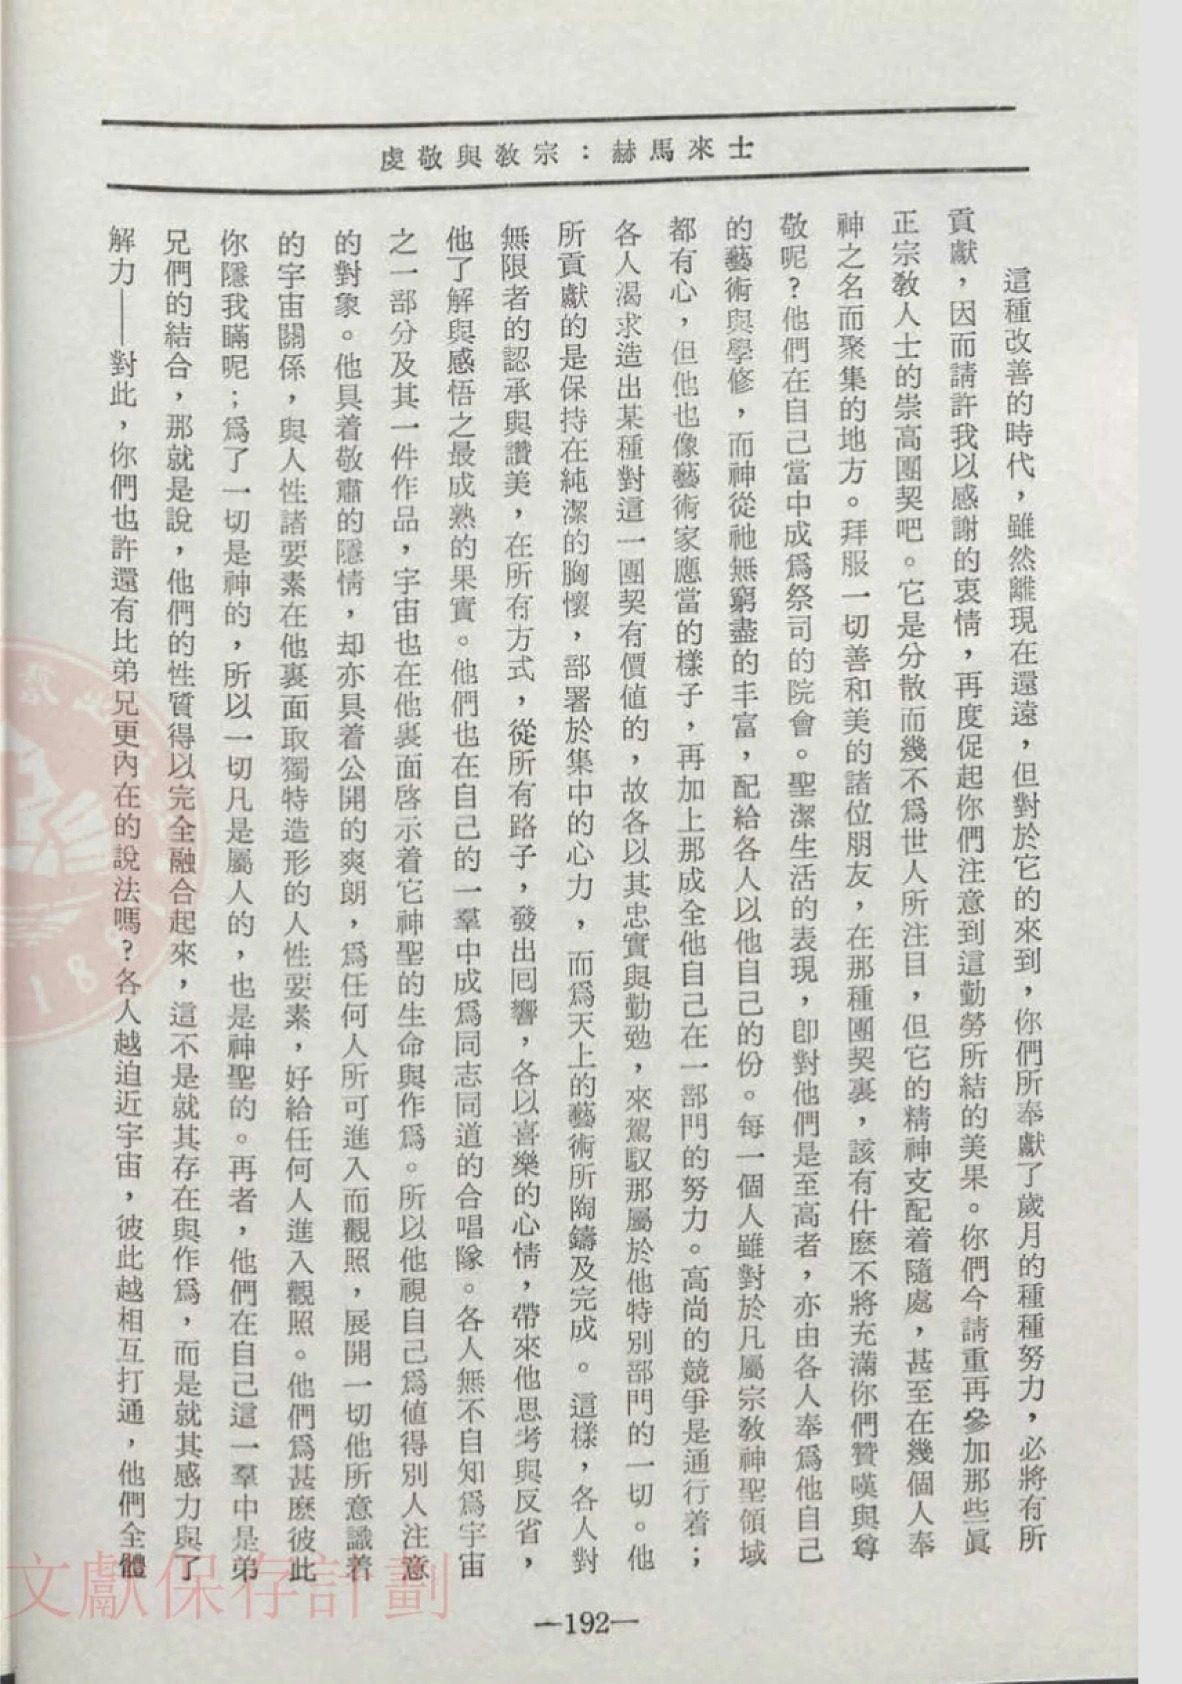 士來馬赫：宗教與敬虔
這種改善的時代，雖然離現在還遠，但對於它的來到，你們所奉獻了歲月的種種努力，必將有所
貢獻，因而請許我以感謝的衷情，再度促起你們注意到這勤勞所結的美果。你們今請重再參加那些眞
正宗教人士的崇高團契吧。它是分散而幾不爲世人所注目，但它的精神支配着隨處，甚至在幾個人奉
神之名而聚集的地方。拜服一切善和美的諸位朋友，在那種團契裏，該有什麽不將充滿你們贊嘆與尊
敬呢？他們在自己當中成爲祭司的院會。聖潔生活的表現，卽對他們是至高者，亦由各人奉爲他自己
的藝術與學修，而神從祂無窮盡的丰富，配給各人以他自己的份。每一個人雖對於凡屬宗教神聖領域
都有心，但他也像藝術家應當的樣子，再加上那成全他自己在一部門的努力。高尚的競爭是通行着；
各人渴求造出某種對這一團契有價値的，故各以其忠實與勤勉，來駕馭那屬於他特別部門的一切。他
所貢獻的是保持在純潔的胸懷，部署於集中的心力，而爲天上的藝術所陶鑄及完成。這樣，各人對
無限者的認承與讚美，在所有方式，從所有路子，發出囘響，各以喜樂的心情，帶來他思考與反省，
他了解與感悟之最成熟的果實。他們也在自己的一羣中成爲同志同道的合唱隊。各人無不自知爲宇宙
之一部分及其一件作品，宇宙也在他裏面啓示着它神聖的生命與作爲。所以他視自己爲値得別人注意
的對象。他具着敬肅的隱情，却亦具着公開的爽朗，爲任何人所可進入而觀照，展開一切他所意識着
的宇宙關係，與人性諸要素在他裏面取獨特造形的人性要素，好給任何人進入觀照。他們爲甚麽彼此
你隱我瞞呢；爲了一切是神的，所以一切凡是屬人的，也是神聖的。再者，他們在自己這一羣中是弟
兄們的結合，那就是說，他們的性質得以完全融合起來，這不是就其存在與作爲，而是就其感力與了
解力——對此，你們也許還有比弟兄更內在的說法嗎？各人越迫近宇宙，彼此越相互打通，他們全體
—192—
文獻保存計劃